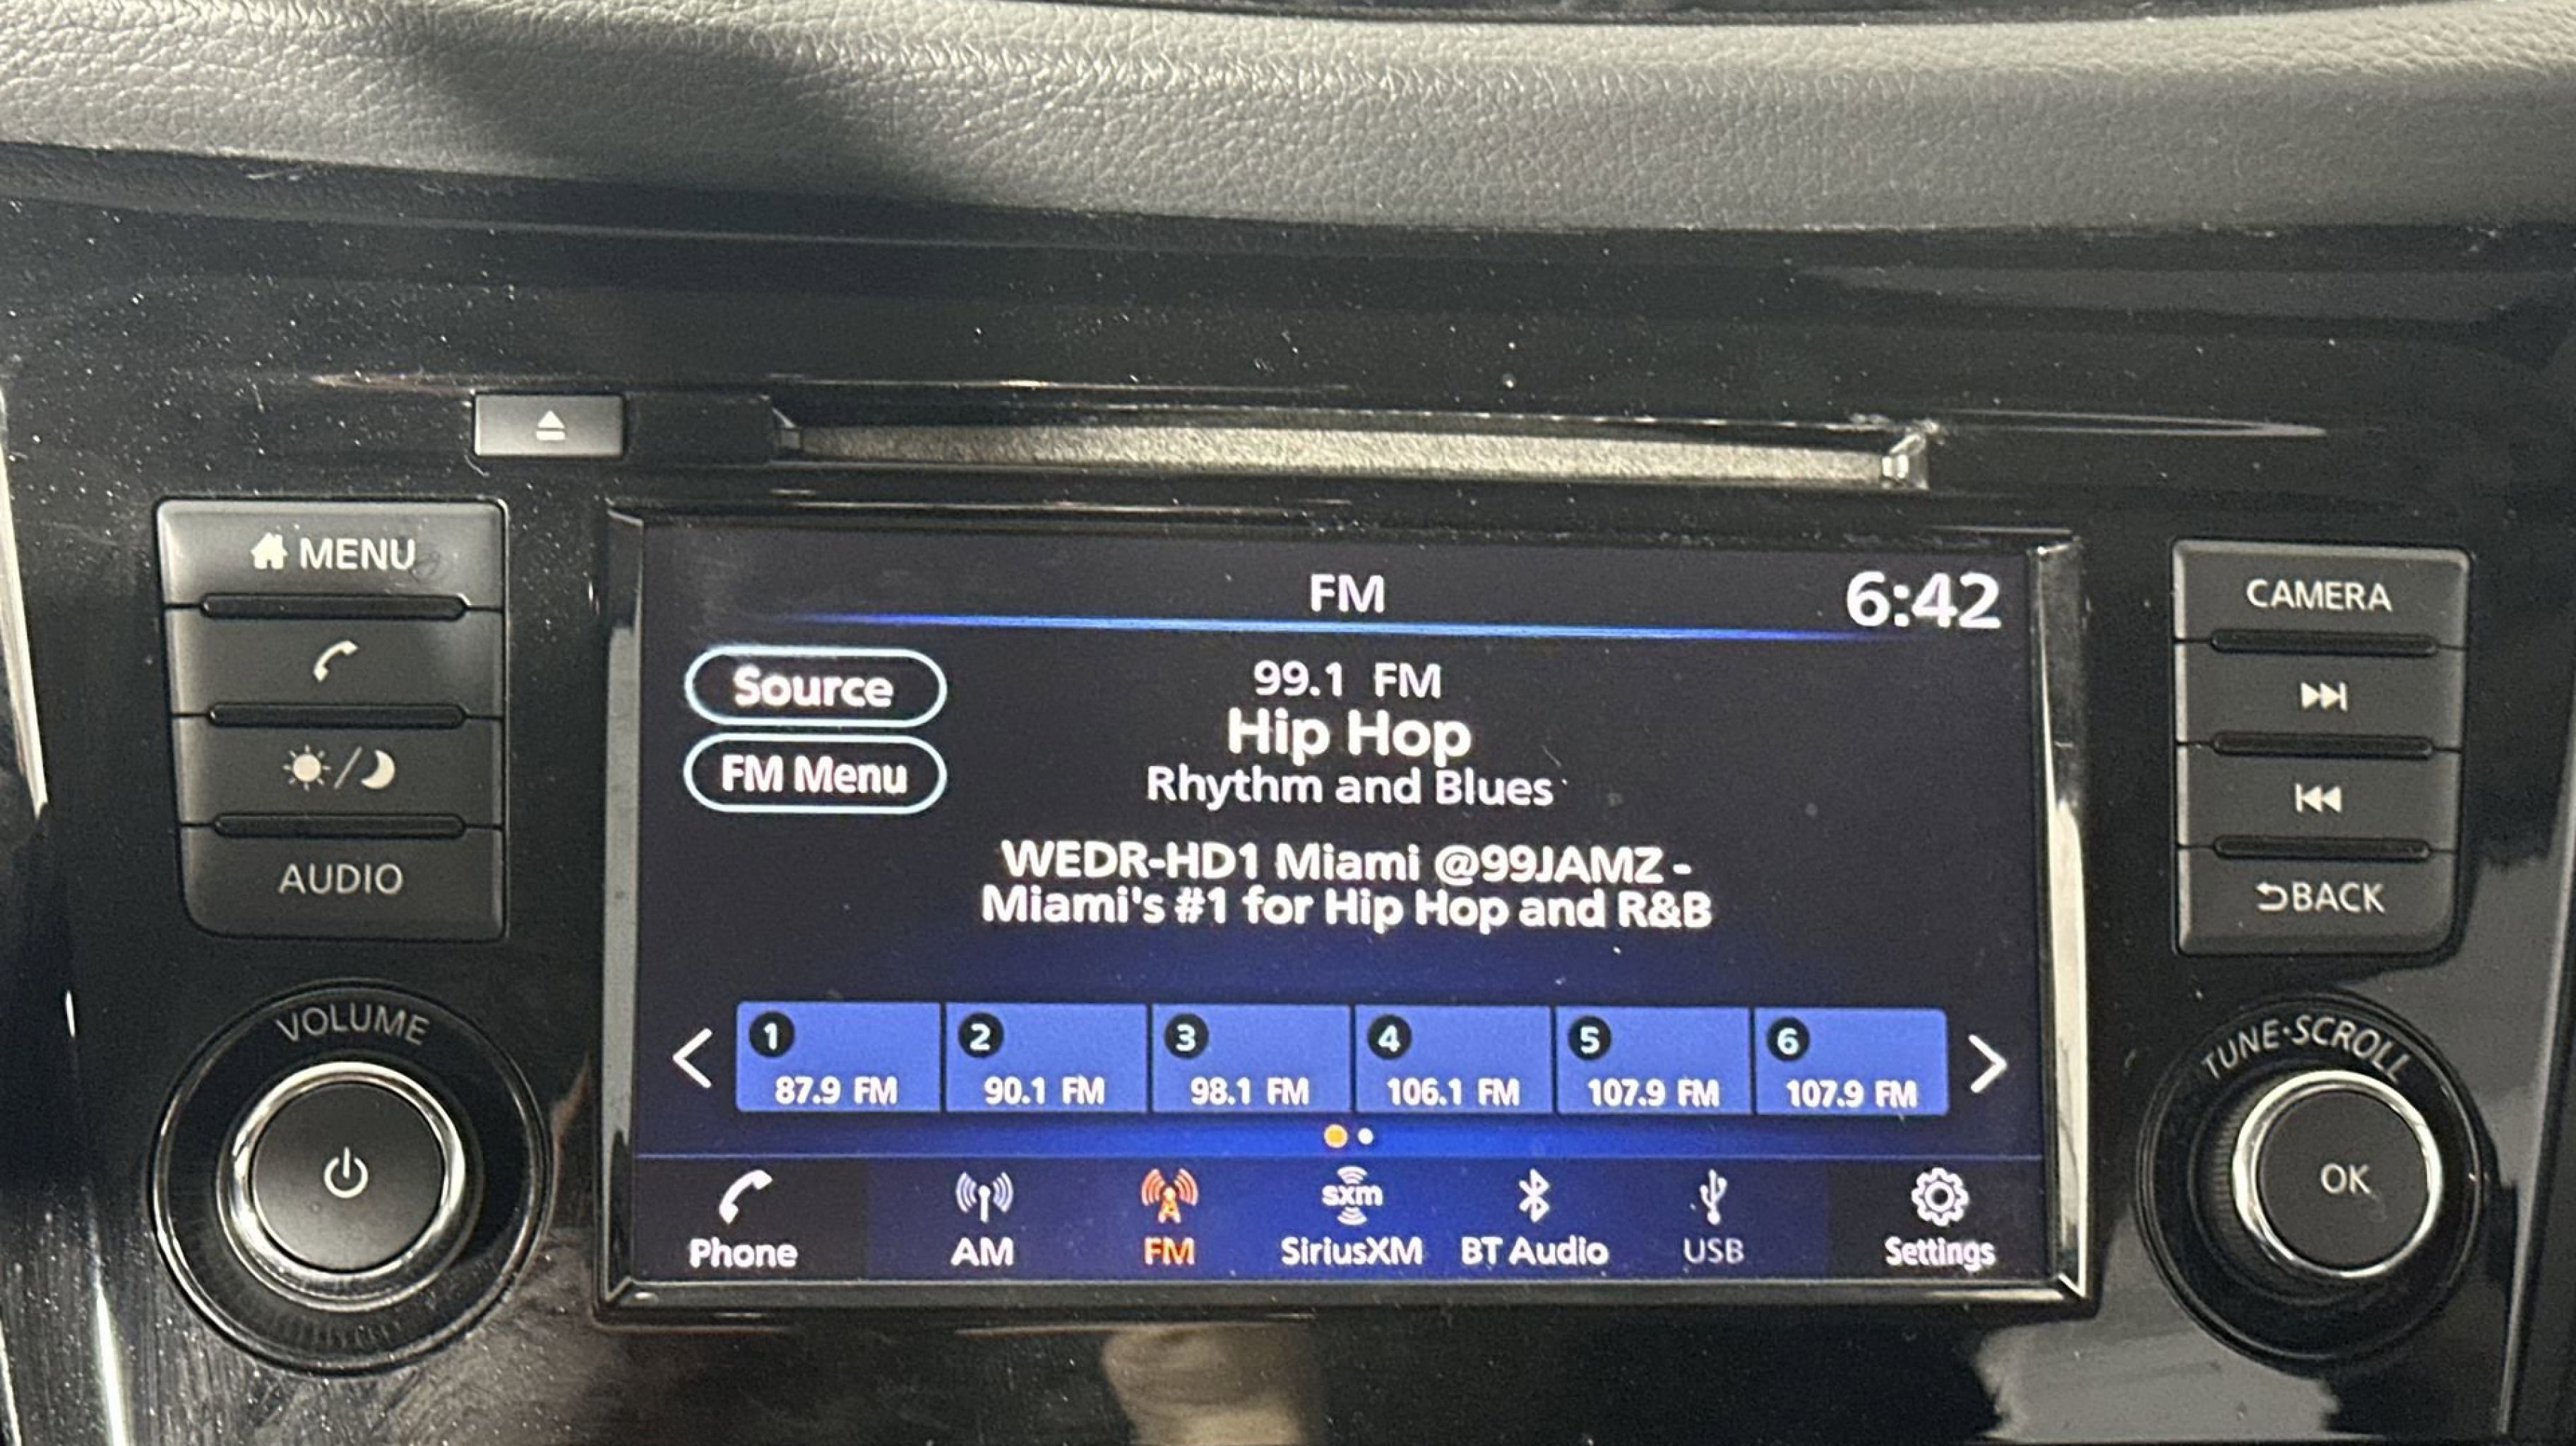 MENU
AUDIO
VOLUME
FM
6:42
Source
FM Menu
99.1 FM
Hip Hop
Rhythm and Blues
WEDR-HD1 Miami @99JAMZ -
Miami's #1 for Hip Hop and R&B
1
87.9 FM
2
90.1 FM
3
98.1 FM
4
106.1 FM
5
107.9 FM
6
107.9 FM
Phone
AM
FM
sxm
SiriusXM
BT Audio
USB
Settings
CAMERA
BACK
TUNE·SCROLL
OK